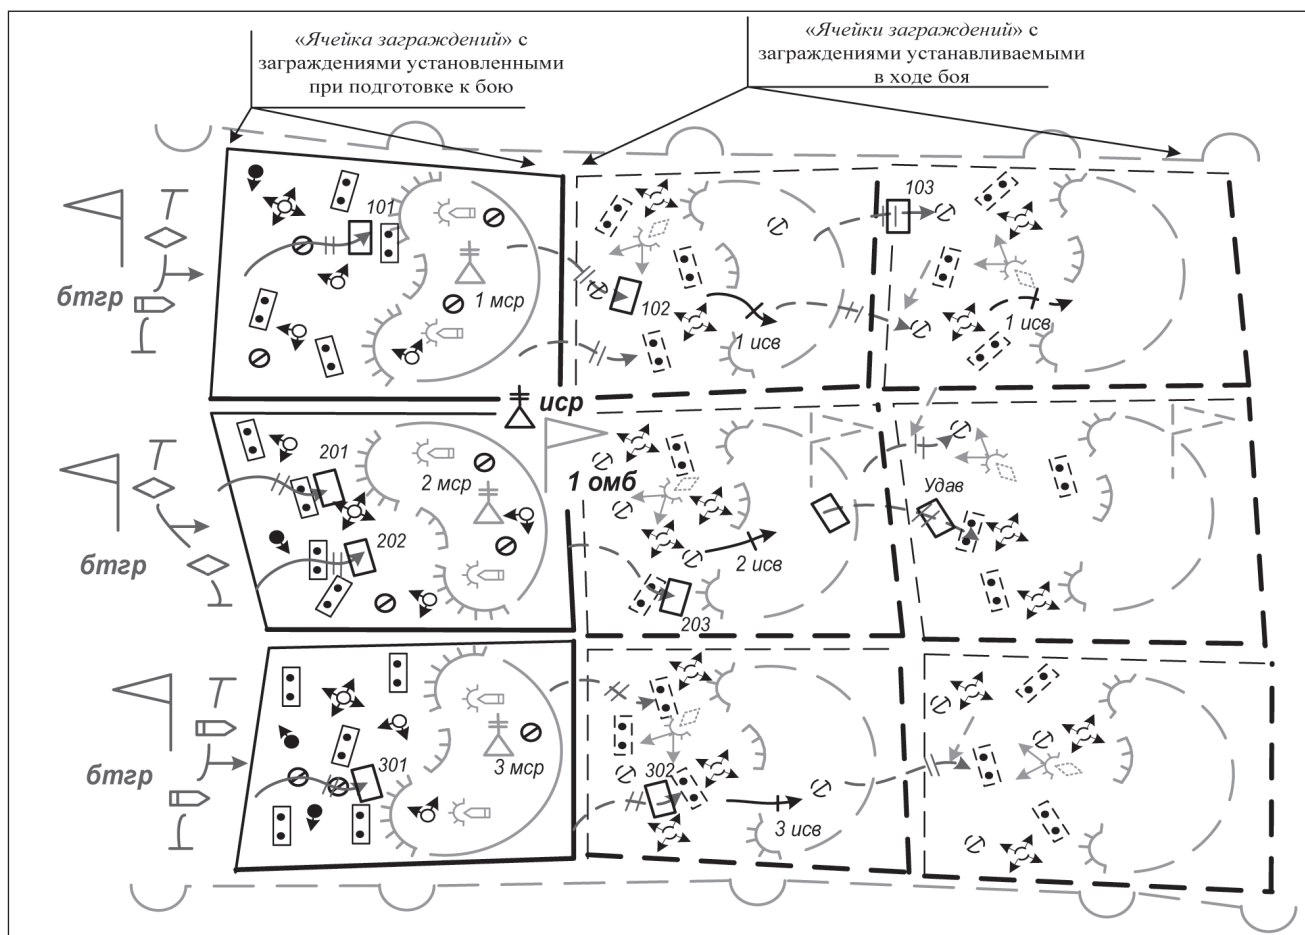 «Ячейка заграждений» с
заграждениями установленными
при подготовке к бою
«Ячейки заграждений» с
заграждениями устанавливаемыми
в ходе боя
101
103
бтгр
1 мср
102
1 исв
1 исв
иср
201
2 мср
1 омб
Удав
202
бтгр
2 исв
203
301
3 мср
302
бтгр
3 исв